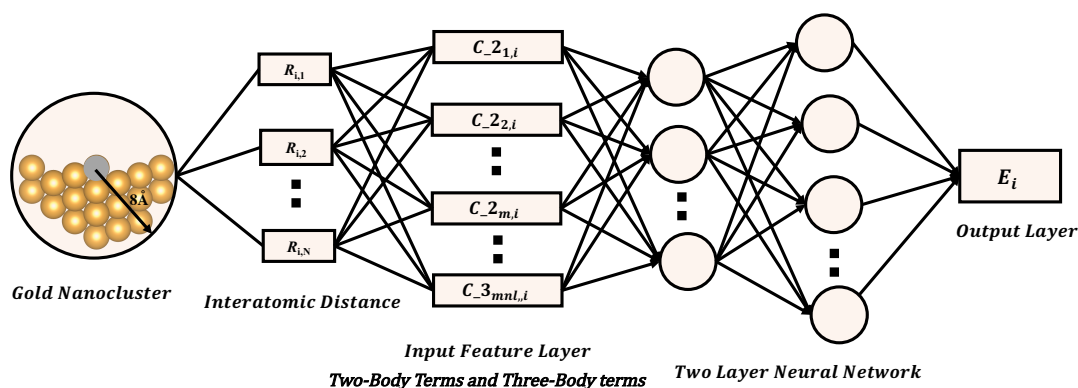 R_{i,1}
R_{i,2}
R_{i,N}
8Å
C_2_{1,i}
C_2_{2,i}
C_2_{m,i}
C_3_{mnl,,i}
E_i
Gold Nanocluster
Interatomic Distance
Input Feature Layer
Two-Body Terms and Three-Body terms
Two Layer Neural Network
Output Layer